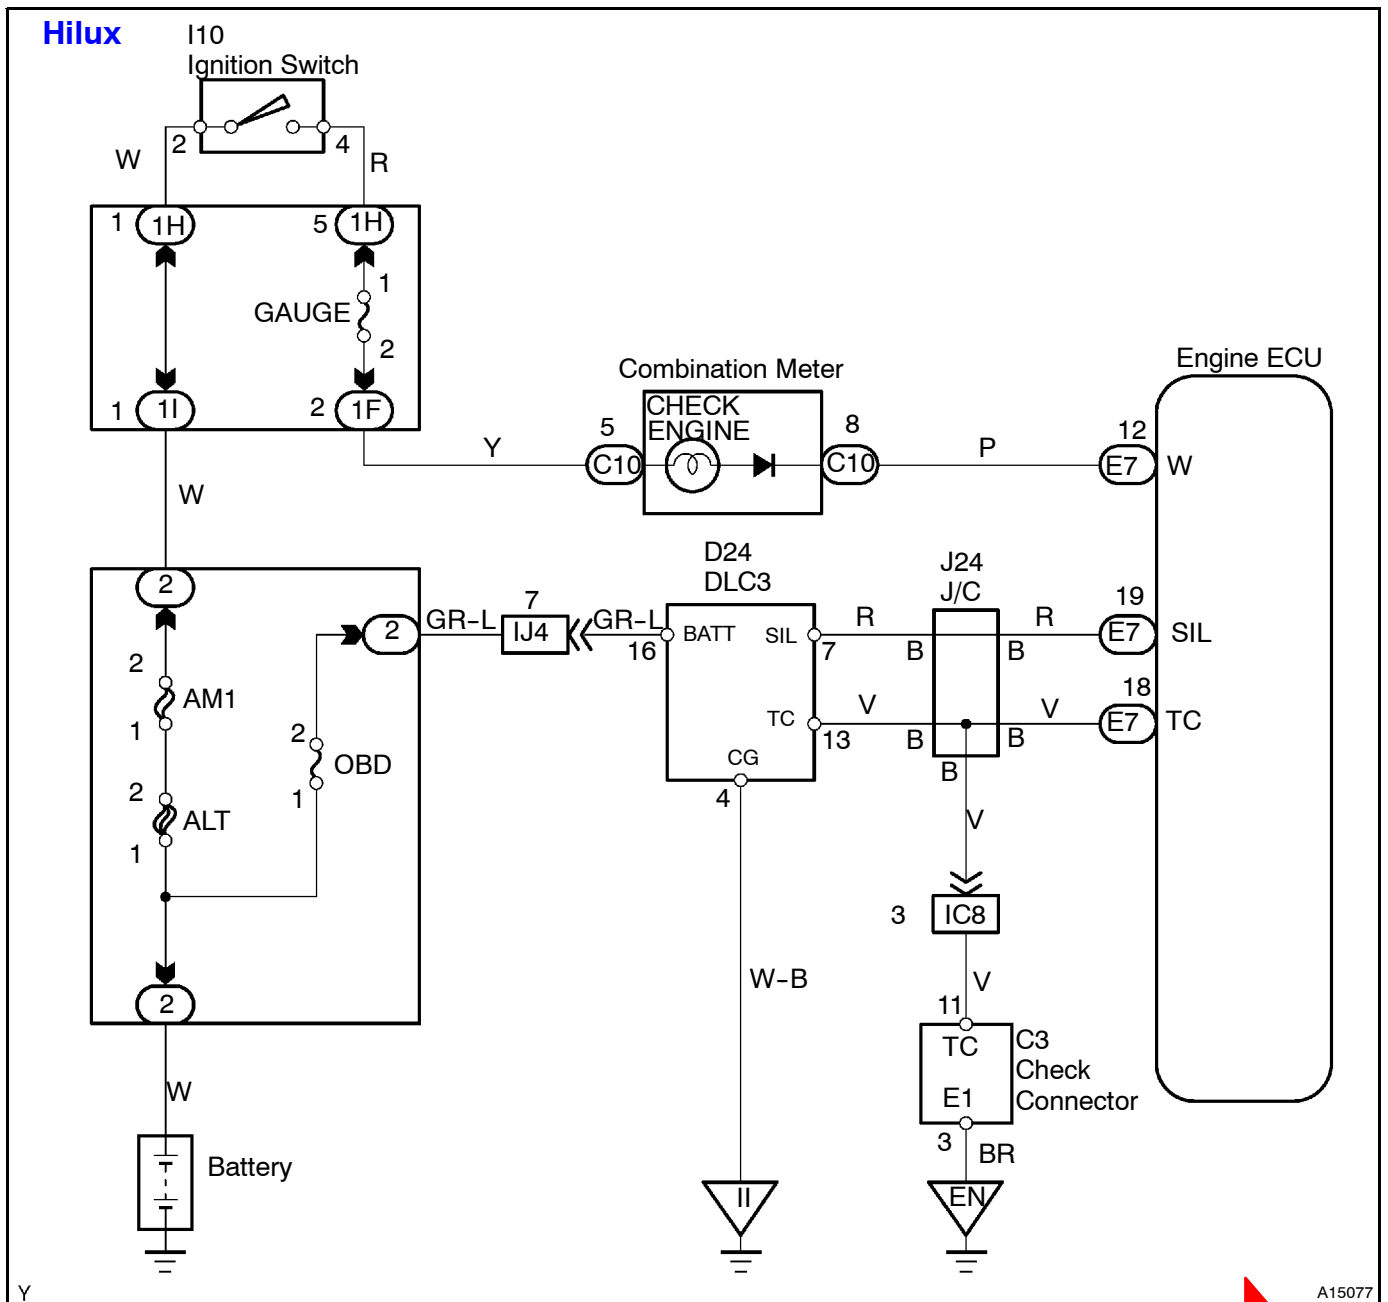 Hilux
I10
Ignition Switch
2
4
W
R
1
1H
5
1H
1
GAUGE
2
1
1I
2
1F
Combination Meter
Engine ECU
CHECK
ENGINE
5
C10
8
C10
Y
P
12
E7
W
W
D24
DLC3
J24
J/C
2
2
GR-L
7
IJ4
GR-L
16
BATT
SIL
7
R
B
B
R
19
E7
SIL
2
AM1
1
TC
13
V
B
B
V
18
E7
TC
2
OBD
1
CG
4
B
2
ALT
1
V
3
IC8
W-B
V
2
11
TC
C3
Check
Connector
E1
3
BR
W
Battery
II
EN
Y
A15077